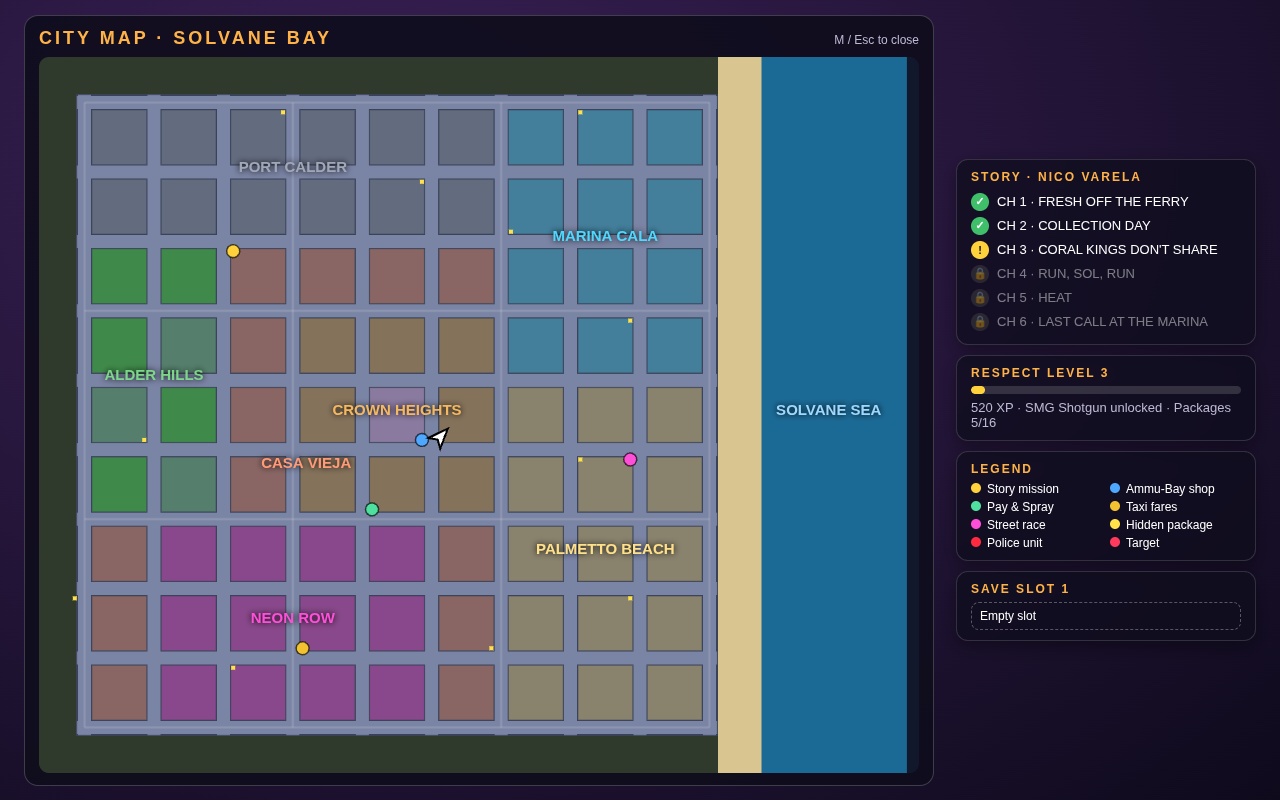 CITY MAP · SOLVANE BAY
M / Esc to close
PORT CALDER
MARINA CALA
ALDER HILLS
CROWN HEIGHTS
SOLVANE SEA
CASA VIEJA
PALMETTO BEACH
NEON ROW
STORY · NICO VARELA
✓ CH 1 · FRESH OFF THE FERRY
✓ CH 2 · COLLECTION DAY
! CH 3 · CORAL KINGS DON'T SHARE
CH 4 · RUN, SOL, RUN
CH 5 · HEAT
CH 6 · LAST CALL AT THE MARINA
RESPECT LEVEL 3
520 XP · SMG Shotgun unlocked · Packages
5/16
LEGEND
Story mission
Ammu-Bay shop
Pay & Spray
Taxi fares
Street race
Hidden package
Police unit
Target
SAVE SLOT 1
Empty slot